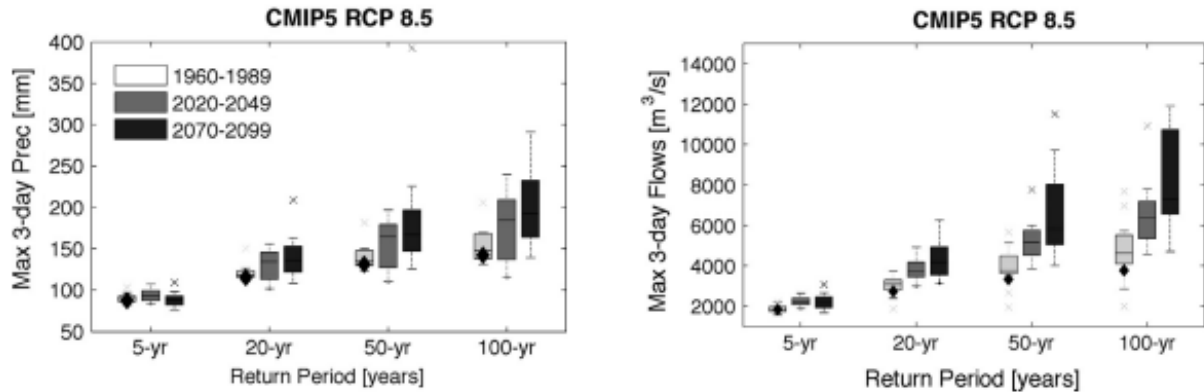 CMIP5 RCP 8.5
Max 3-day Prec [mm]
400
350
300
250
200
150
100
50
1960-1989
2020-2049
2070-2099
5-yr 20-yr 50-yr 100-yr
Return Period [years]
CMIP5 RCP 8.5
Max 3-day Flows [m³/s]
14000
12000
10000
8000
6000
4000
2000
5-yr 20-yr 50-yr 100-yr
Return Period [years]